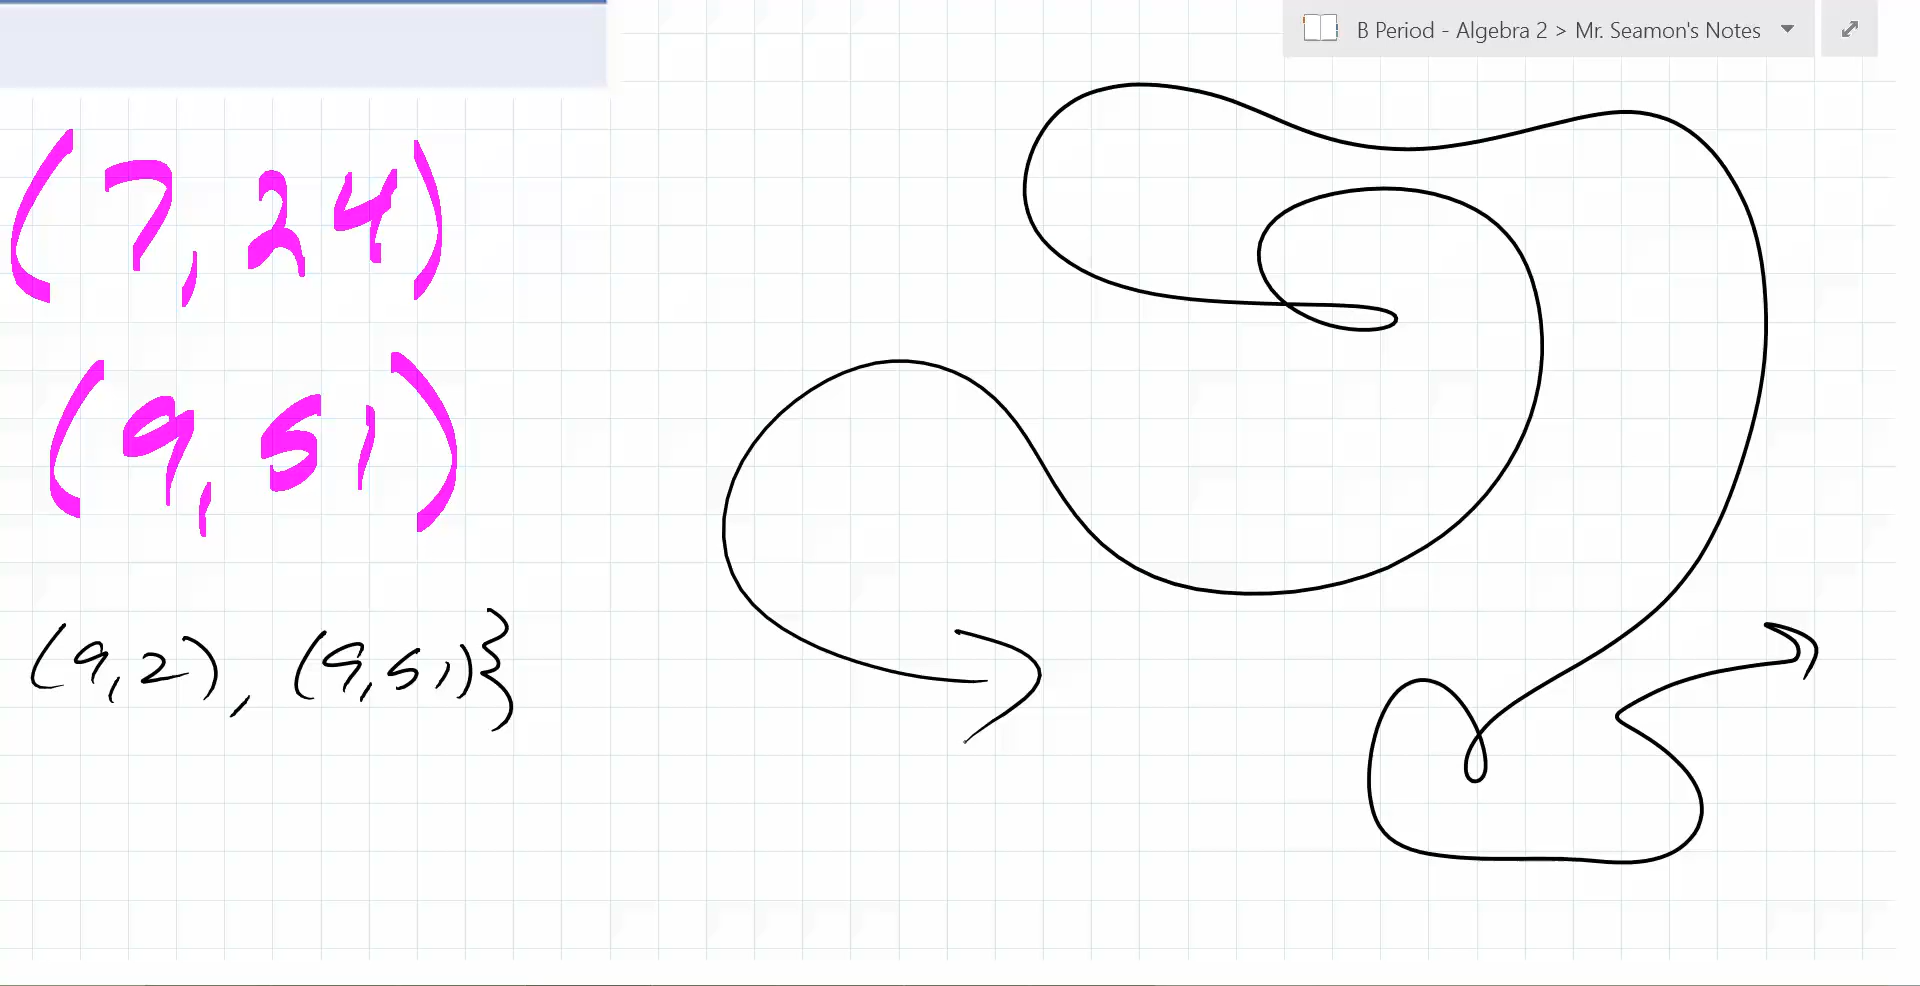 B Period - Algebra 2 > Mr. Seamon's Notes
(7,24)
(9,51)
(9,2), (9,51)}